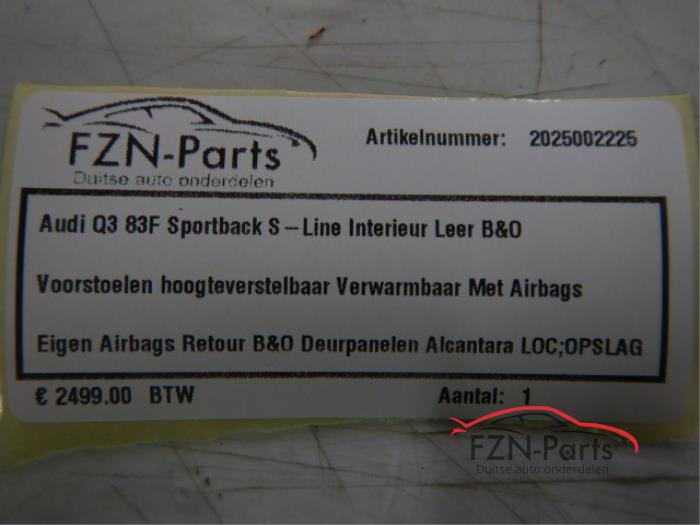 FZN-Parts
Duitse auto onderdelen
Artikelnummer: 2025002225
Audi Q3 83F Sportback S-Line Interieur Leer B&O
Voorstoelen hoogteverstelbaar Verwarmbaar Met Airbags
Eigen Airbags Retour B&O Deurpanelen Alcantara LOC;OPSLAG
€ 2499.00 BTW Aantal: 1
FZN-Parts
Duitse auto onderdelen